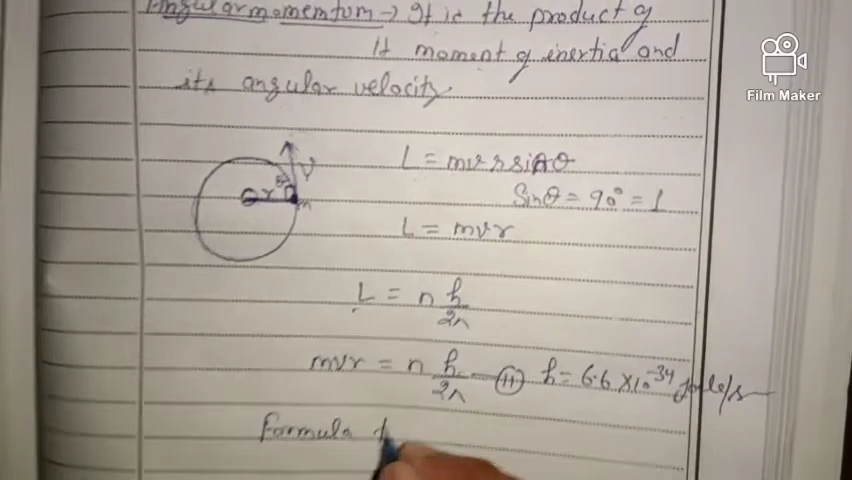 Angular momentum → It is the product of
It moment of inertia and
its angular velocity
Film Maker
L = mvr sinθ
V
r
m
Sinθ = 90° = 1
L = mvr
L = n h/2π
mvr = n h/2π — (II) h = 6.6 × 10⁻³⁴ joule/s
Formula